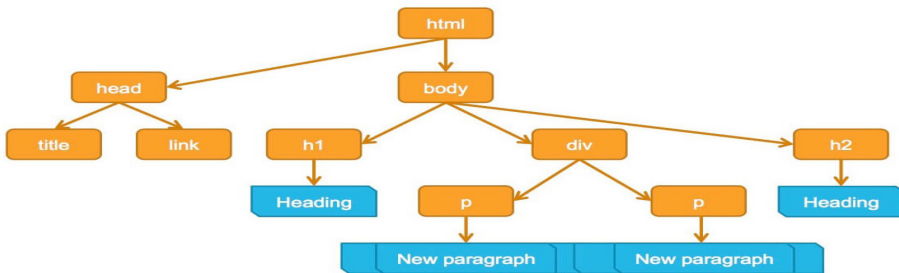 html
head
body
title
link
h1
div
h2
Heading
p
p
Heading
New paragraph
New paragraph